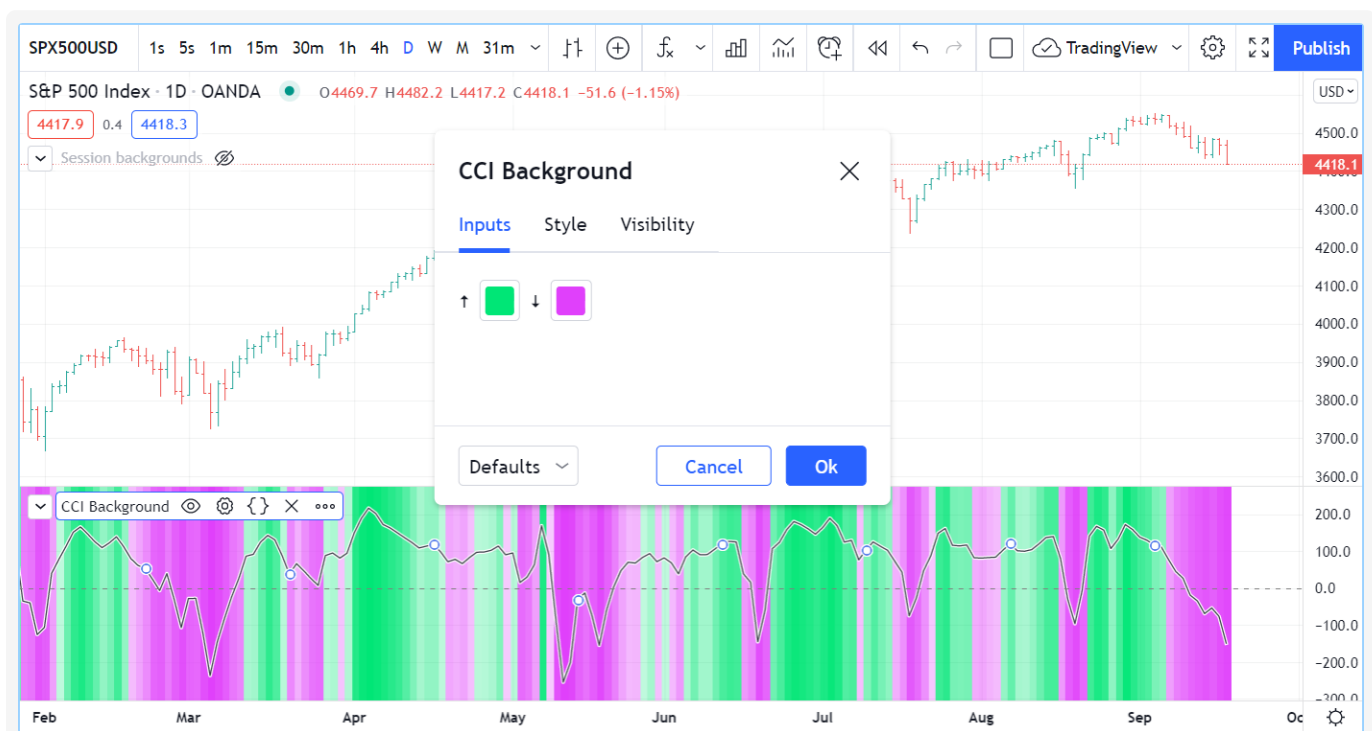 SPX500USD 1s 5s 1m 15m 30m 1h 4h D W M 31m fx TradingView Publish
S&P 500 Index · 1D · OANDA O4469.7 H4482.2 L4417.2 C4418.1 −51.6 (−1.15%) USD
4417.9 0.4 4418.3
Session backgrounds
CCI Background
Inputs Style Visibility
↑ ↓
Defaults Cancel Ok
4500.0
4418.1
4300.0
4200.0
4100.0
4000.0
3900.0
3800.0
3700.0
3600.0
CCI Background {}
200.0
100.0
0.0
−100.0
−200.0
−300.0
Feb Mar Apr May Jun Jul Aug Sep